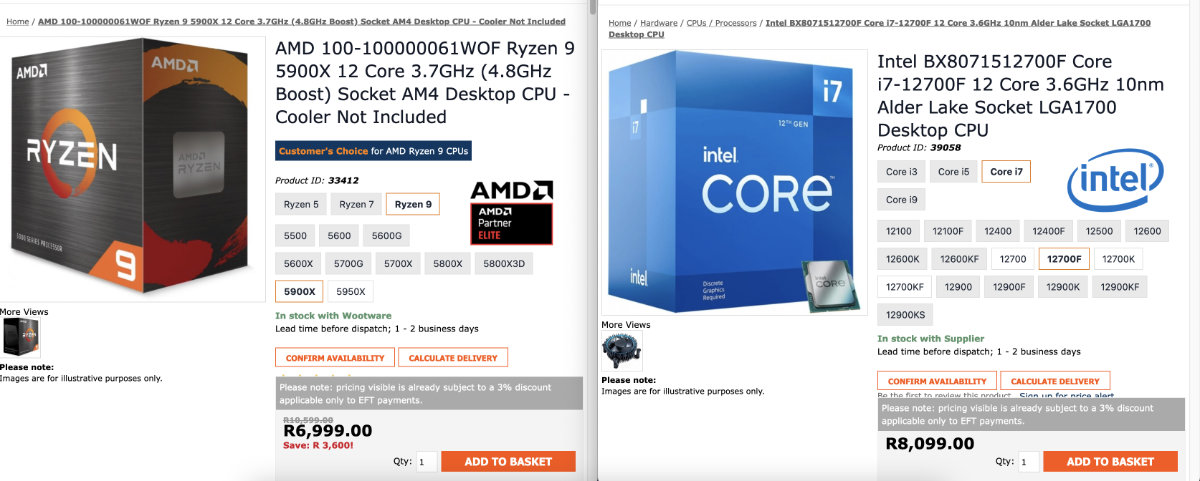 Home / AMD 100-100000061WOF Ryzen 9 5900X 12 Core 3.7GHz (4.8GHz Boost) Socket AM4 Desktop CPU - Cooler Not Included
AMD
AMD
RYZEN
AMD
RYZEN
5000 SERIES PROCESSOR
9
More Views
Please note:
Images are for illustrative purposes only.
AMD 100-100000061WOF Ryzen 9
5900X 12 Core 3.7GHz (4.8GHz
Boost) Socket AM4 Desktop CPU -
Cooler Not Included
Customer's Choice for AMD Ryzen 9 CPUs
Product ID: 33412
Ryzen 5 Ryzen 7 Ryzen 9
5500 5600 5600G
5600X 5700G 5700X 5800X 5800X3D
5900X 5950X
AMD
AMD
Partner
ELITE
In stock with Wootware
Lead time before dispatch; 1 - 2 business days
CONFIRM AVAILABILITY CALCULATE DELIVERY
Please note: pricing visible is already subject to a 3% discount
applicable only to EFT payments.
R10,599.00
R6,999.00
Save: R 3,600!
Qty: 1 ADD TO BASKET
Home / Hardware / CPUs / Processors / Intel BX8071512700F Core i7-12700F 12 Core 3.6GHz 10nm Alder Lake Socket LGA1700
Desktop CPU
i7
i7
12TH GEN
intel.
CORE
intel
Discrete
Graphics
Required
CORE
More Views
Please note:
Images are for illustrative purposes only.
Intel BX8071512700F Core
i7-12700F 12 Core 3.6GHz 10nm
Alder Lake Socket LGA1700
Desktop CPU
Product ID: 39058
Core i3 Core i5 Core i7
Core i9
intel
12100 12100F 12400 12400F 12500 12600
12600K 12600KF 12700 12700F 12700K
12700KF 12900 12900F 12900K 12900KF
12900KS
In stock with Supplier
Lead time before dispatch; 1 - 2 business days
CONFIRM AVAILABILITY CALCULATE DELIVERY
Be the first to review this product Sign up for price alert
Please note: pricing visible is already subject to a 3% discount
applicable only to EFT payments.
R8,099.00
Qty: 1 ADD TO BASKET